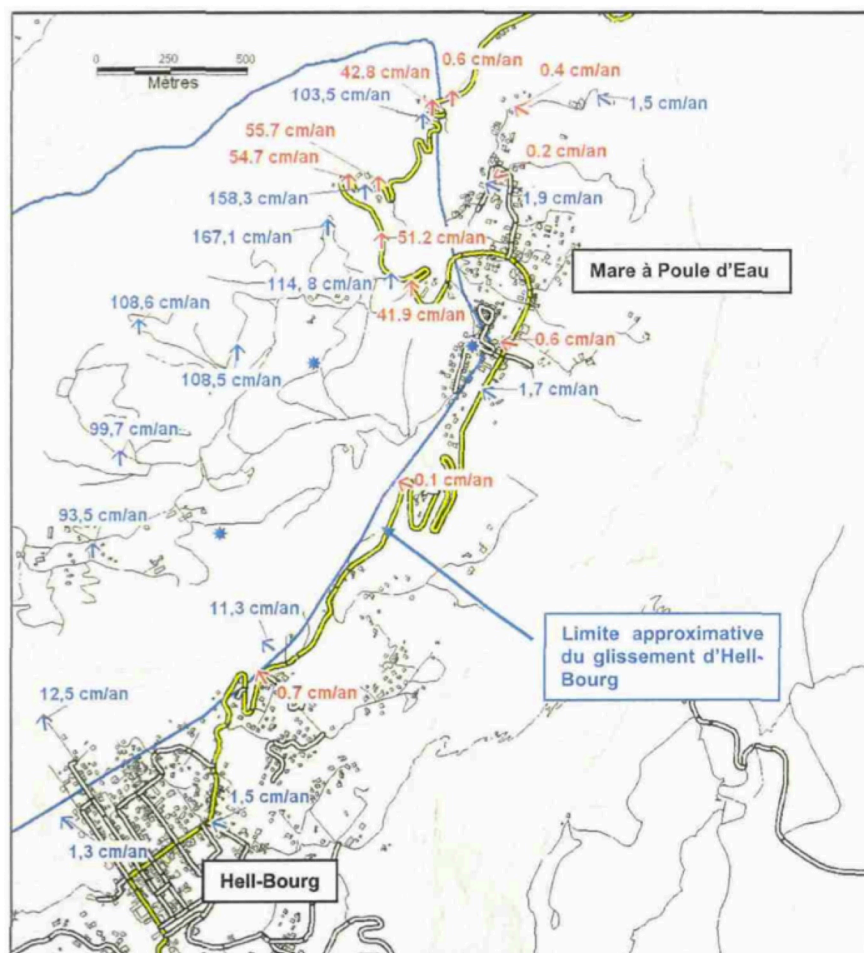 0 250 500
Mètres
0.6 cm/an
42.8 cm/an
103,5 cm/an
0.4 cm/an
1,5 cm/an
55.7 cm/an
54.7 cm/an
0.2 cm/an
158,3 cm/an
1,9 cm/an
167,1 cm/an
51.2 cm/an
Mare à Poule d'Eau
114, 8 cm/an
108,6 cm/an
41.9 cm/an
0.6 cm/an
108,5 cm/an
1,7 cm/an
99,7 cm/an
0.1 cm/an
93,5 cm/an
11,3 cm/an
Limite approximative
du glissement d'Hell-
Bourg
12,5 cm/an
0.7 cm/an
1,5 cm/an
1,3 cm/an
Hell-Bourg